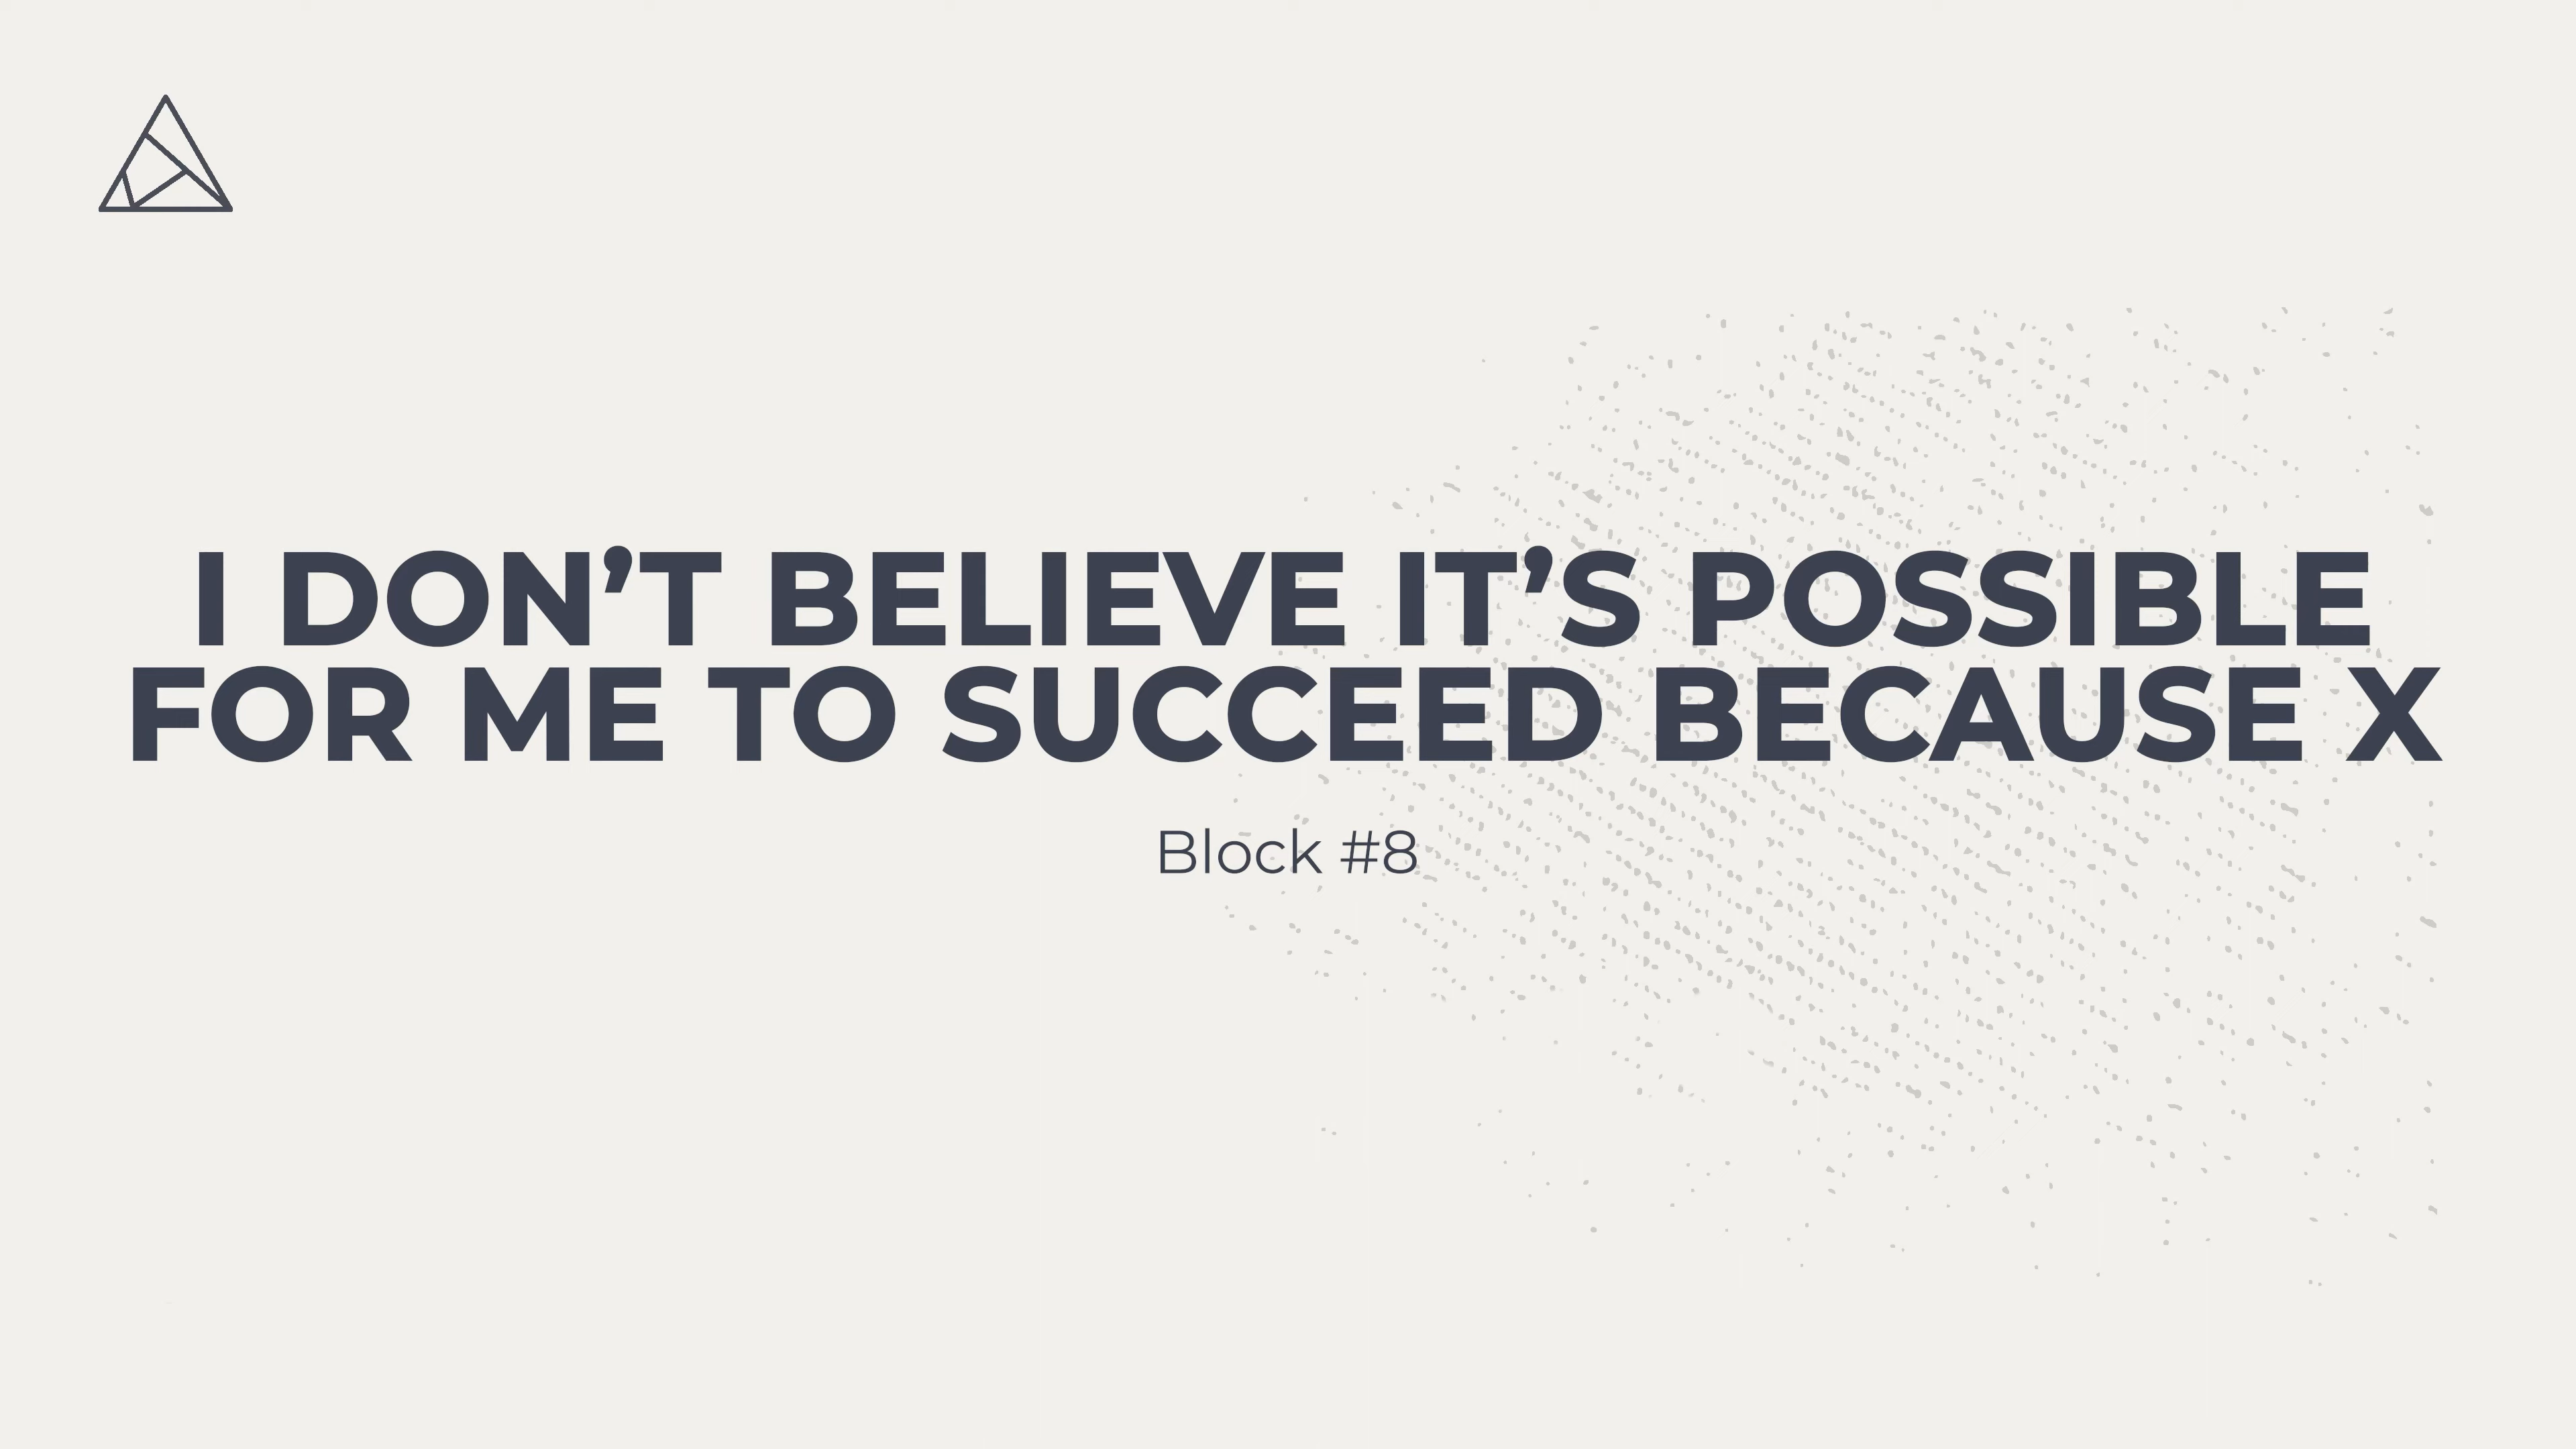 I DON’T BELIEVE IT’S POSSIBLE
FOR ME TO SUCCEED BECAUSE X
Block #8